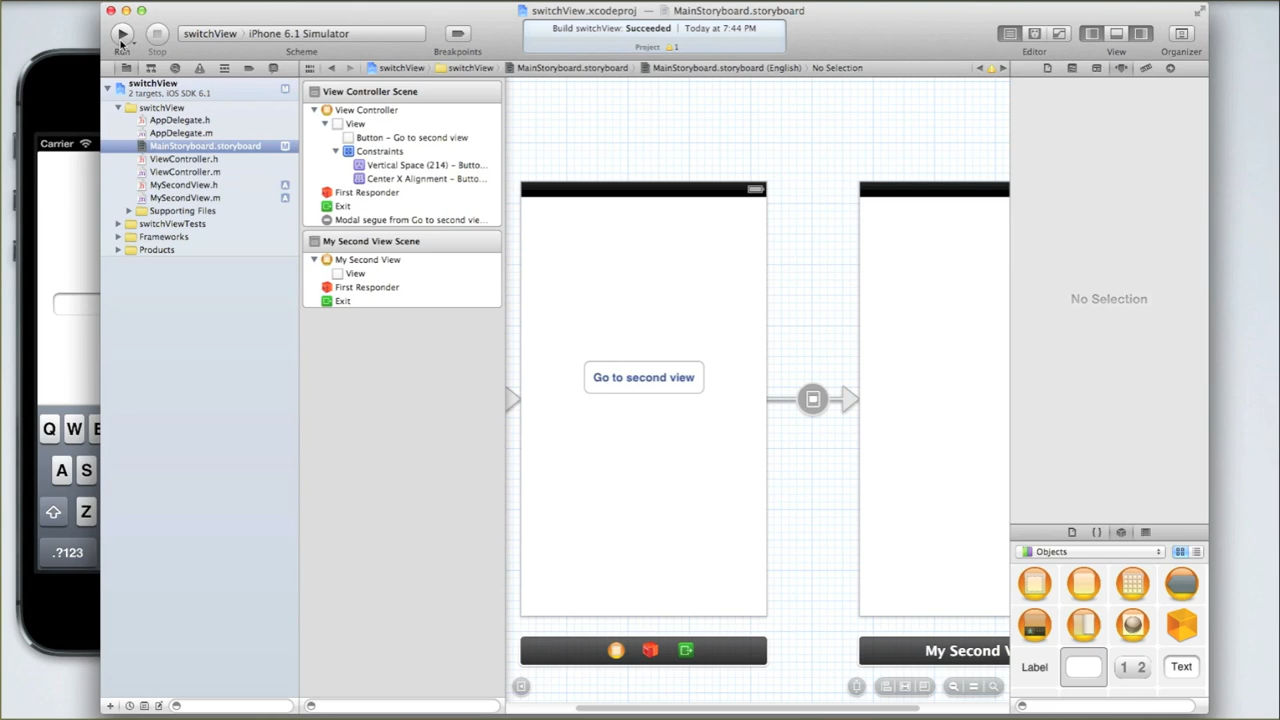 switchView.xcodeproj — MainStoryboard.storyboard
Run
Stop
switchView > iPhone 6.1 Simulator
Scheme
Breakpoints
Build switchView: Succeeded | Today at 7:44 PM
Project 1
Editor
View
Organizer
switchView
2 targets, iOS SDK 6.1
M
switchView
AppDelegate.h
AppDelegate.m
MainStoryboard.storyboard
M
ViewController.h
ViewController.m
MySecondView.h
A
MySecondView.m
A
Supporting Files
switchViewTests
Frameworks
Products
switchView
switchView
MainStoryboard.storyboard
MainStoryboard.storyboard (English)
No Selection
View Controller Scene
View Controller
View
Button – Go to second view
Constraints
Vertical Space (214) – Butto...
Center X Alignment – Butto...
First Responder
Exit
Modal segue from Go to second vie...
My Second View Scene
My Second View
View
First Responder
Exit
Go to second view
My Second V
No Selection
Objects
Label
1 2
Text
Carrier
Q W E
A S
Z
.?123